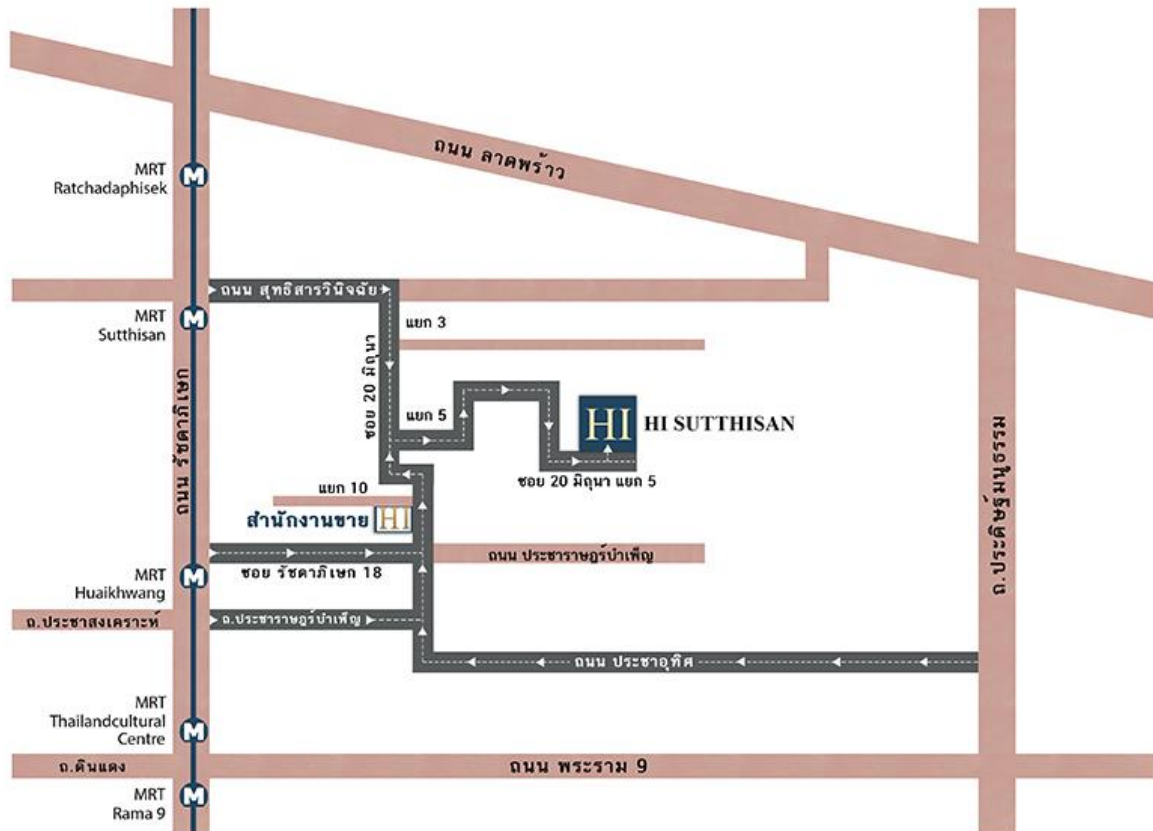 ถนน ลาดพร้าว
MRT
Ratchadaphisek
M
ถนน สุทธิสารวินิจฉัย
MRT
Sutthisan
M
แยก 3
ซอย 20 มิถุนา
ถนน รัชดาภิเษก
แยก 5
HI
HI SUTTHISAN
ซอย 20 มิถุนา แยก 5
ถ.ประดิษฐ์มนูธรรม
แยก 10
สำนักงานขาย
HI
ถนน ประชาราษฎร์บำเพ็ญ
ซอย รัชดาภิเษก 18
MRT
Huaikhwang
M
ถ.ประชาสงเคราะห์
ถ.ประชาราษฎร์บำเพ็ญ
ถนน ประชาอุทิศ
MRT
Thailandcultural
Centre
M
ถ.ดินแดง
ถนน พระราม 9
MRT
Rama 9
M